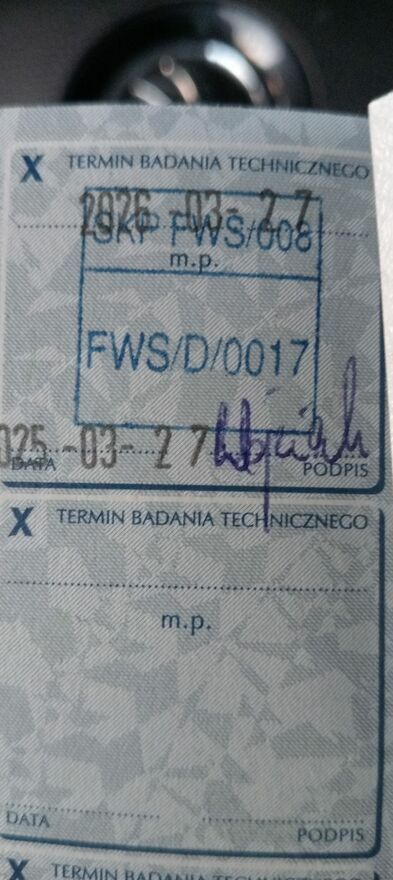 X TERMIN BADANIA TECHNICZNEGO
2026-03-27
SKP FWS/008
m.p.
FWS/D/0017
025-03-27
DATA PODPIS
X TERMIN BADANIA TECHNICZNEGO
m.p.
DATA PODPIS
X TERMIN BADANIA TECHNICZNEGO